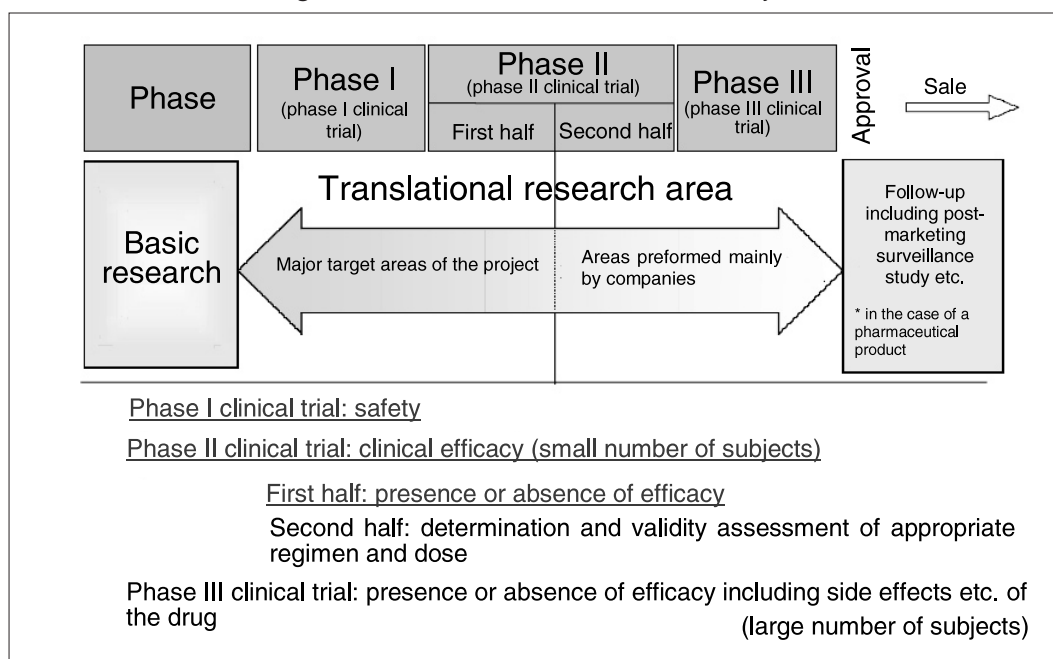 Phase
Phase I
(phase I clinical
trial)
Phase II
(phase II clinical trial)
First half
Second half
Phase III
(phase III clinical
trial)
Approval
Sale
Translational research area
Basic
research
Major target areas of the project
Areas preformed mainly
by companies
Follow-up
including post-
marketing
surveillance
study etc.
* in the case of a
pharmaceutical
product
Phase I clinical trial: safety
Phase II clinical trial: clinical efficacy (small number of subjects)
First half: presence or absence of efficacy
Second half: determination and validity assessment of appropriate
regimen and dose
Phase III clinical trial: presence or absence of efficacy including side effects etc. of
the drug
(large number of subjects)